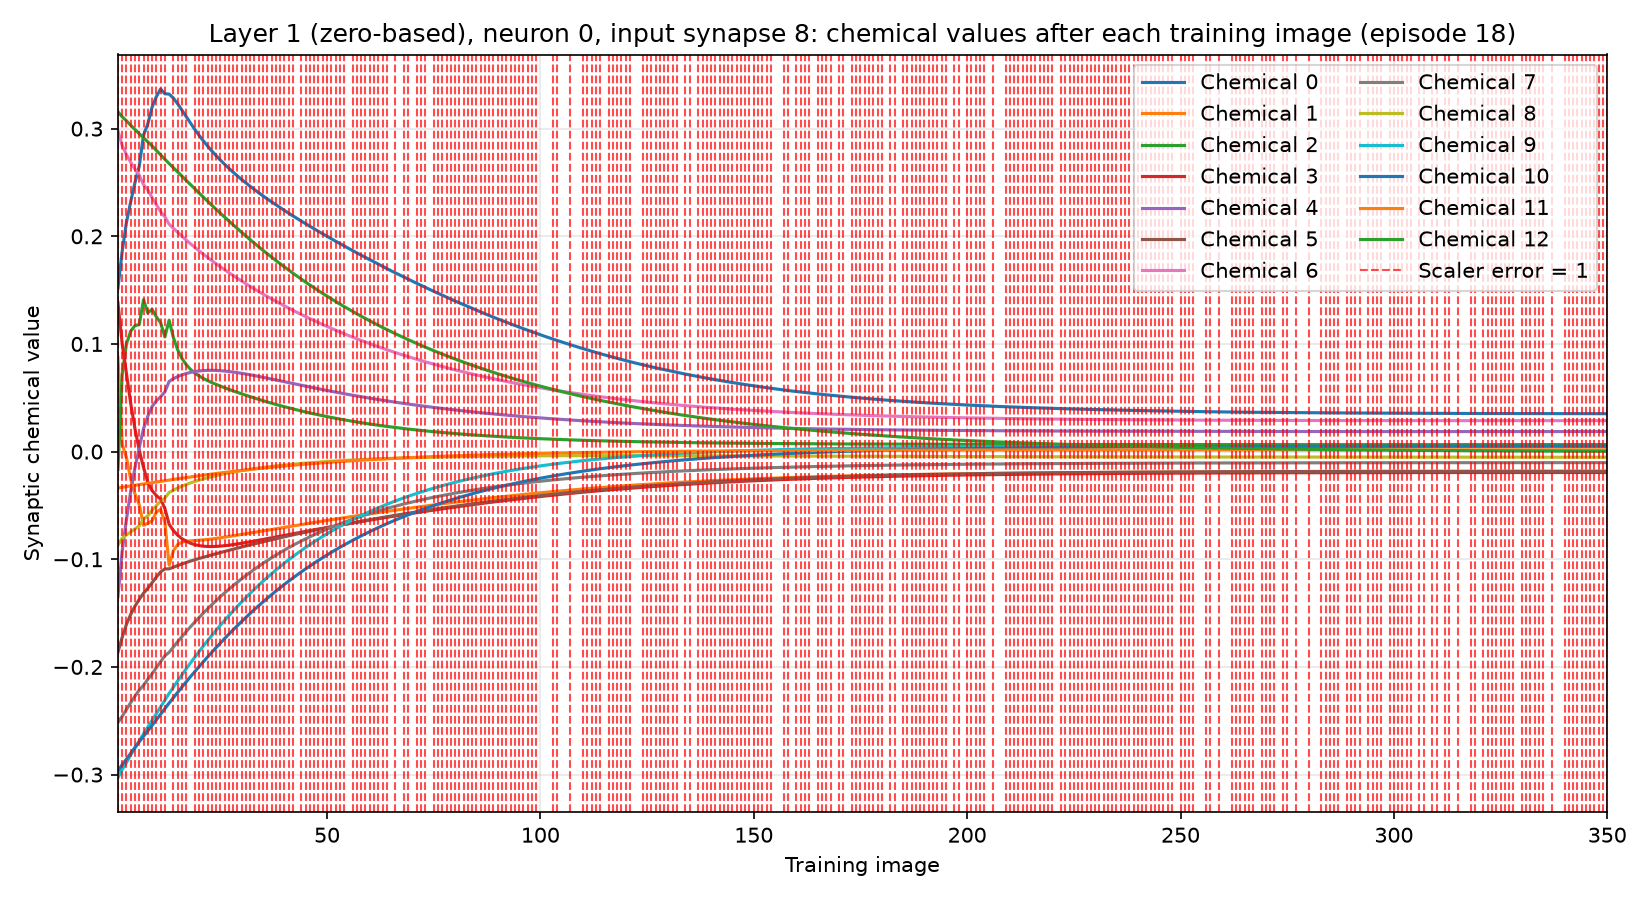 Layer 1 (zero-based), neuron 0, input synapse 8: chemical values after each training image (episode 18)
Synaptic chemical value
0.3
0.2
0.1
0.0
−0.1
−0.2
−0.3
Chemical 0
Chemical 1
Chemical 2
Chemical 3
Chemical 4
Chemical 5
Chemical 6
Chemical 7
Chemical 8
Chemical 9
Chemical 10
Chemical 11
Chemical 12
Scaler error = 1
50 100 150 200 250 300 350
Training image